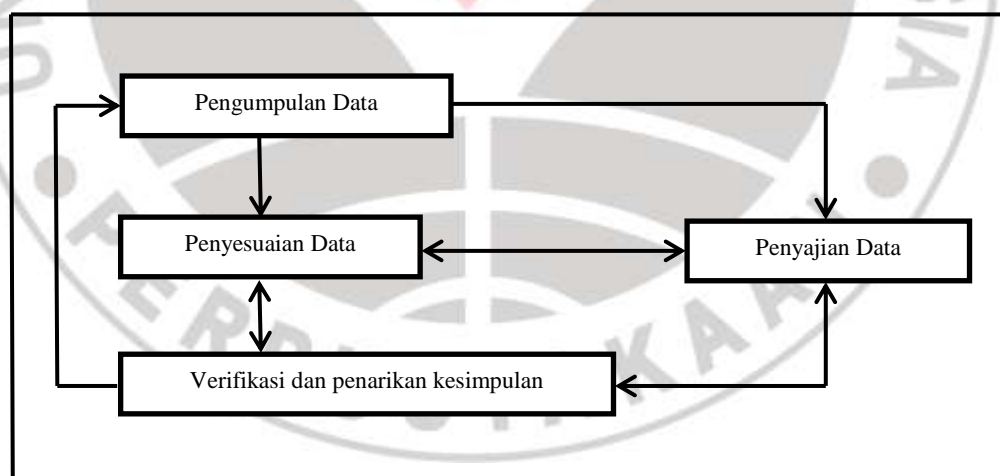 Pengumpulan Data
Penyesuaian Data
Penyajian Data
Verifikasi dan penarikan kesimpulan